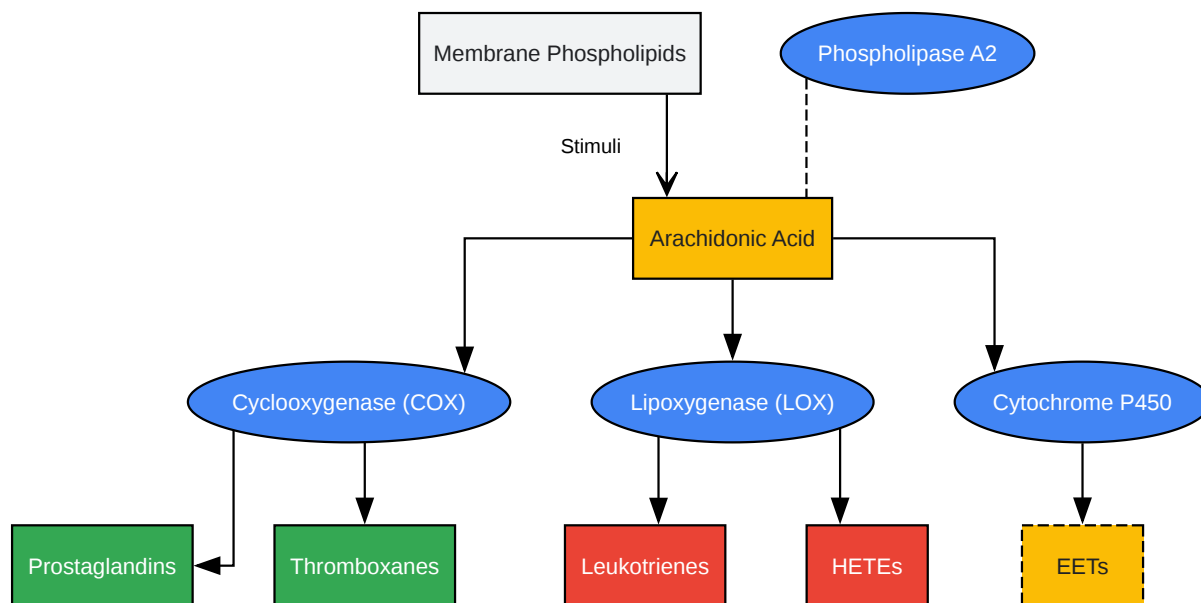 Membrane Phospholipids
Phospholipase A2
Stimuli
Arachidonic Acid
Cyclooxygenase (COX)
Lipoxygenase (LOX)
Cytochrome P450
Prostaglandins
Thromboxanes
Leukotrienes
HETEs
EETs